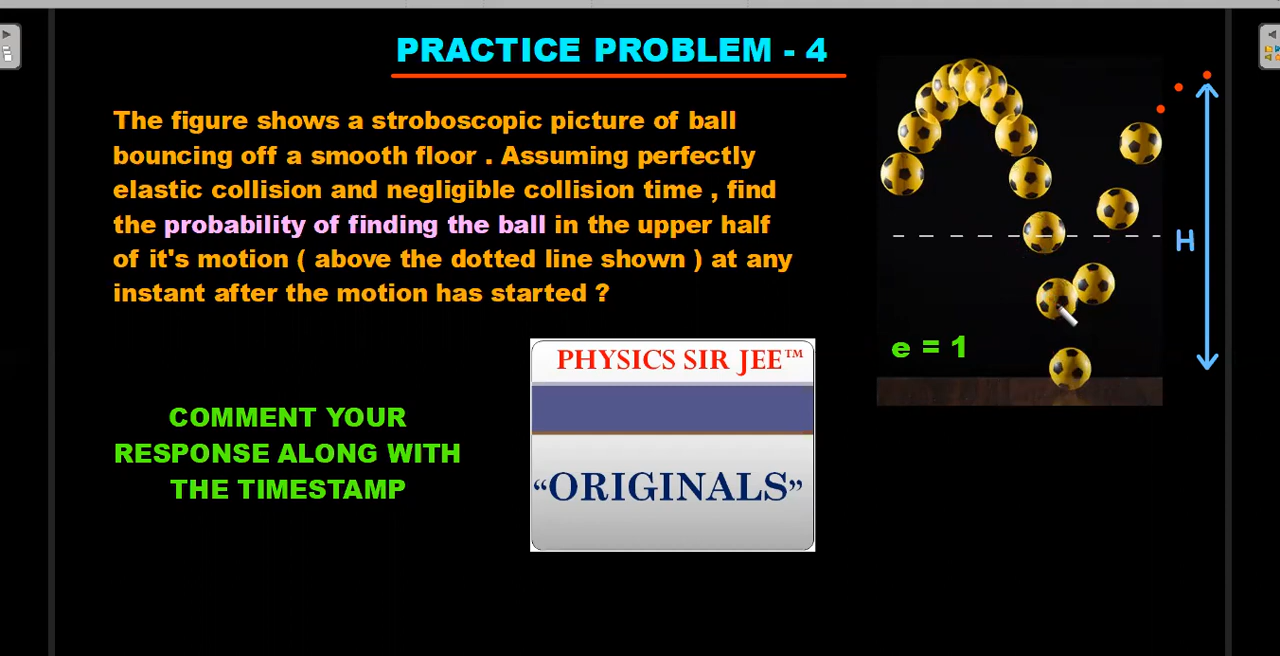 PRACTICE PROBLEM - 4
The figure shows a stroboscopic picture of ball
bouncing off a smooth floor . Assuming perfectly
elastic collision and negligible collision time , find
the probability of finding the ball in the upper half
of it's motion ( above the dotted line shown ) at any
instant after the motion has started ?
H
e = 1
PHYSICS SIR JEE™
“ORIGINALS”
COMMENT YOUR
RESPONSE ALONG WITH
THE TIMESTAMP